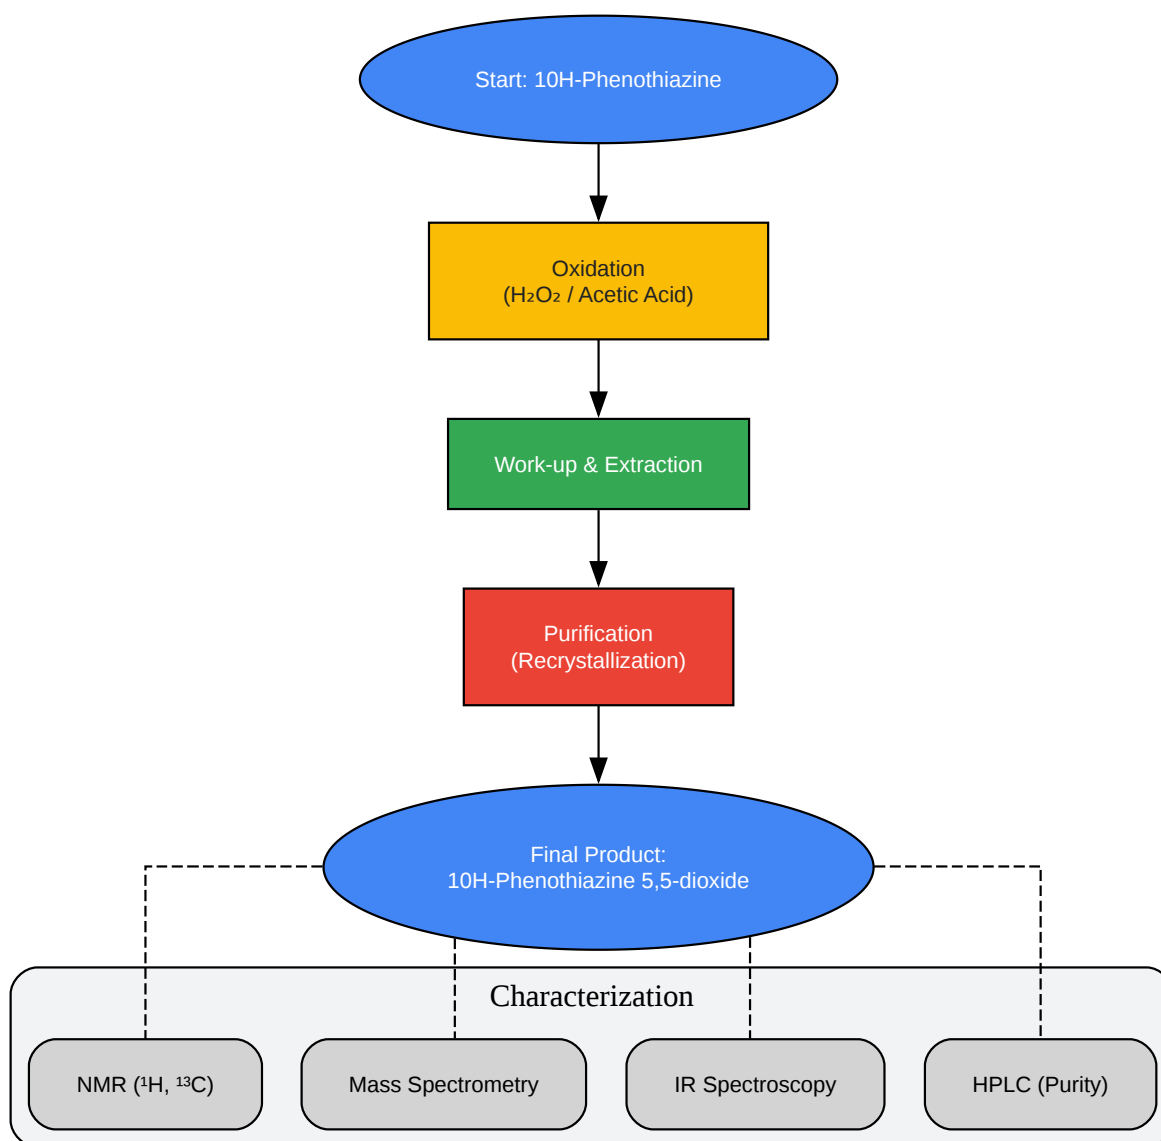 Start: 10H-Phenothiazine
Oxidation
(H₂O₂ / Acetic Acid)
Work-up & Extraction
Purification
(Recrystallization)
Final Product:
10H-Phenothiazine 5,5-dioxide
Characterization
NMR (¹H, ¹³C)
Mass Spectrometry
IR Spectroscopy
HPLC (Purity)